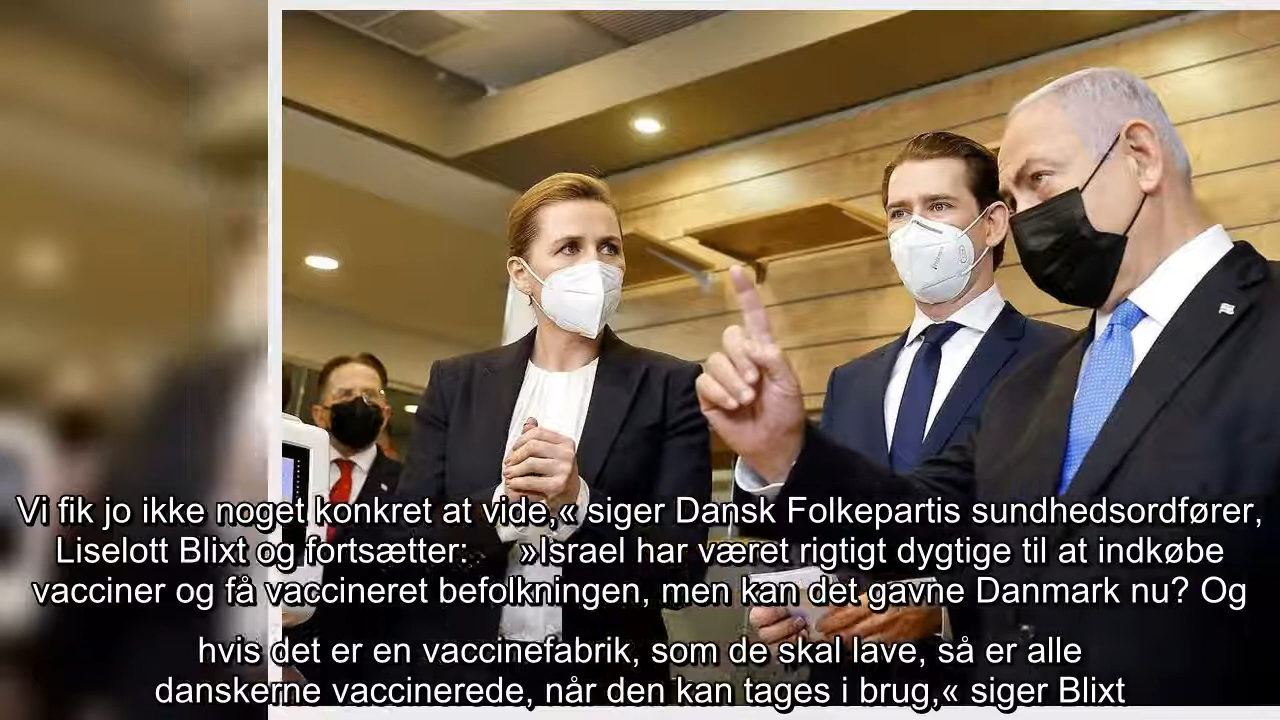 Vi fik jo ikke noget konkret at vide,« siger Dansk Folkepartis sundhedsordfører,
Liselott Blixt og fortsætter: »Israel har været rigtigt dygtige til at indkøbe
vacciner og få vaccineret befolkningen, men kan det gavne Danmark nu? Og
hvis det er en vaccinefabrik, som de skal lave, så er alle
danskerne vaccinerede, når den kan tages i brug,« siger Blixt